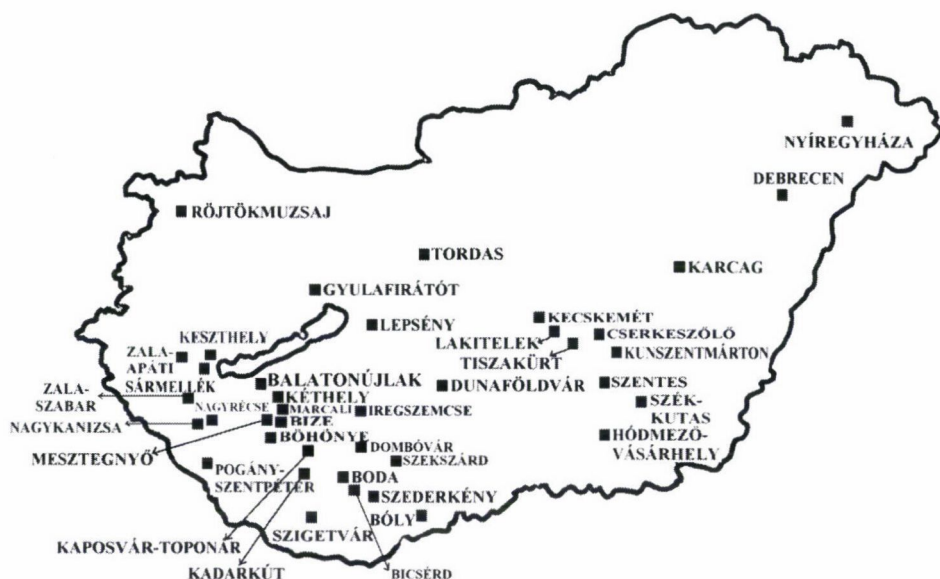 NYÍREGYHÁZA
DEBRECEN
RÖJTÖKMUZSAJ
TORDAS
KARCAG
GYULAFIRÁTÓT
LEPSÉNY
KECSKEMÉT
LAKITELEK
CSERKESZŐLŐ
TISZAKÜRT
KUNSZENTMÁRTON
KESZTHELY
ZALA-
APÁTI
SÁRMELLÉK
BALATONÚJLAK
DUNAFÖLDVÁR
SZENTES
ZALA-
SZABAR
KÉTHELY
SZÉK-
KUTAS
NAGYRÉCSE
MARCALI
IREGSZEMCSE
NAGYKANIZSA
BIZE
BÖHÖNYE
HÓDMEZŐ-
VÁSÁRHELY
MESZTEGNYŐ
DOMBÓVÁR
SZEKSZÁRD
POGÁNY-
SZENTPÉTER
BODA
SZEDERKÉNY
BÓLY
SZIGETVÁR
KAPOSVÁR-TOPONÁR
KADARKÚT
BICSÉRD